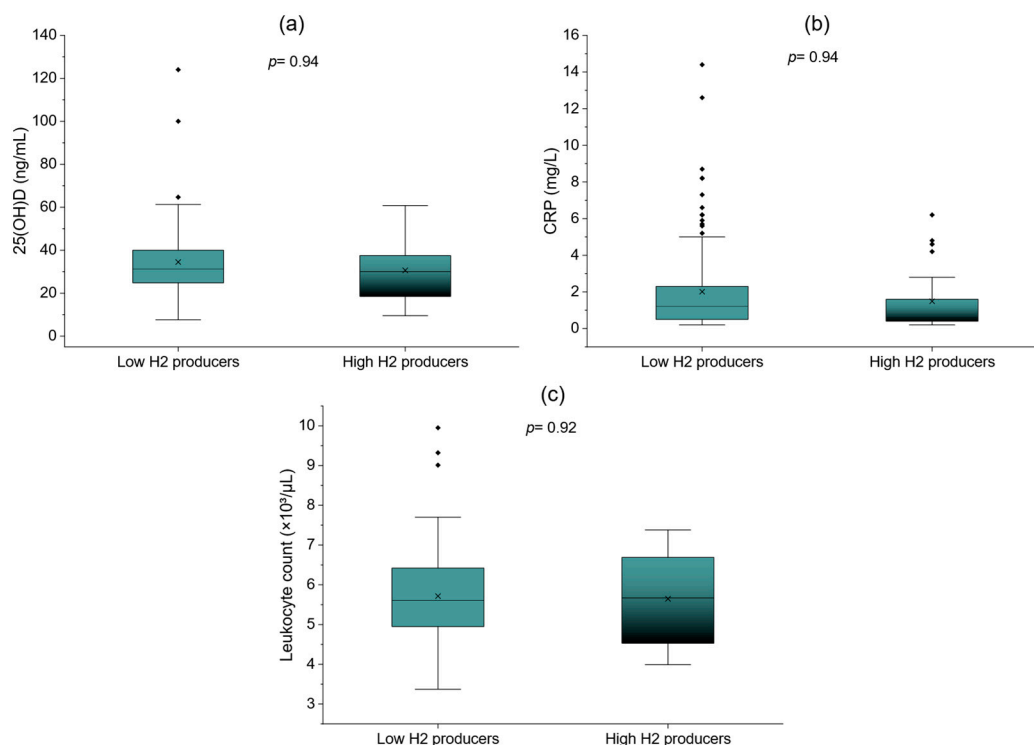 (a)
p= 0.94
25(OH)D (ng/mL)
140
120
100
80
60
40
20
0
Low H2 producers
High H2 producers
(b)
p= 0.94
CRP (mg/L)
16
14
12
10
8
6
4
2
0
Low H2 producers
High H2 producers
(c)
p= 0.92
Leukocyte count (×10³/µL)
10
9
8
7
6
5
4
3
Low H2 producers
High H2 producers